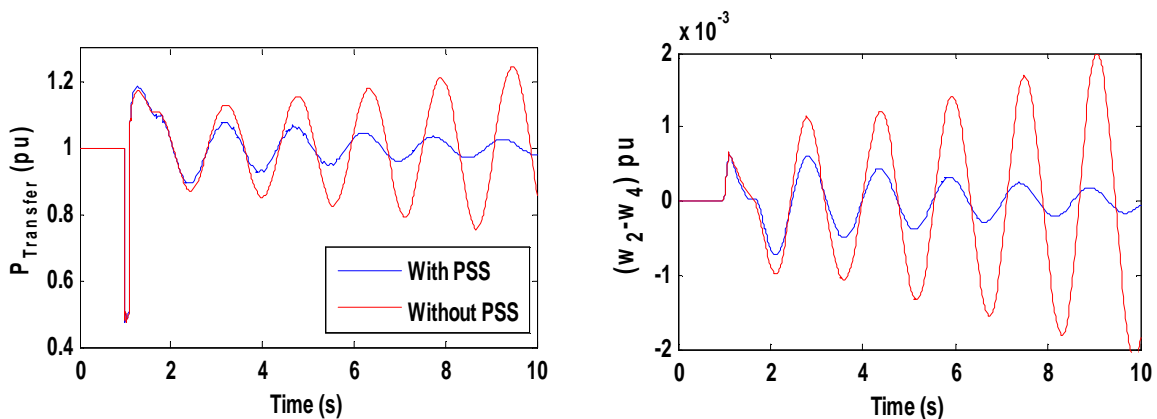 1.2
1
0.8
0.6
0.4
P Transfer (pu)
0 2 4 6 8 10
Time (s)
With PSS
Without PSS
x 10⁻³
2
1
0
-1
-2
(w₂-w₄) pu
0 2 4 6 8 10
Time (s)